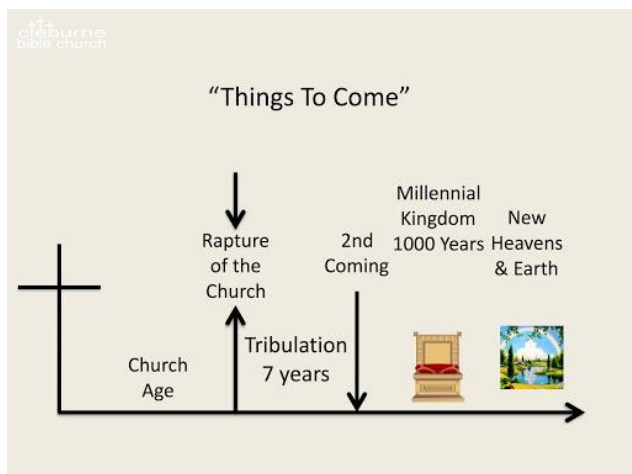 cleburne
bible church
“Things To Come”
Rapture
of the
Church
2nd
Coming
Millennial
Kingdom
1000 Years
New
Heavens
& Earth
Church
Age
Tribulation
7 years